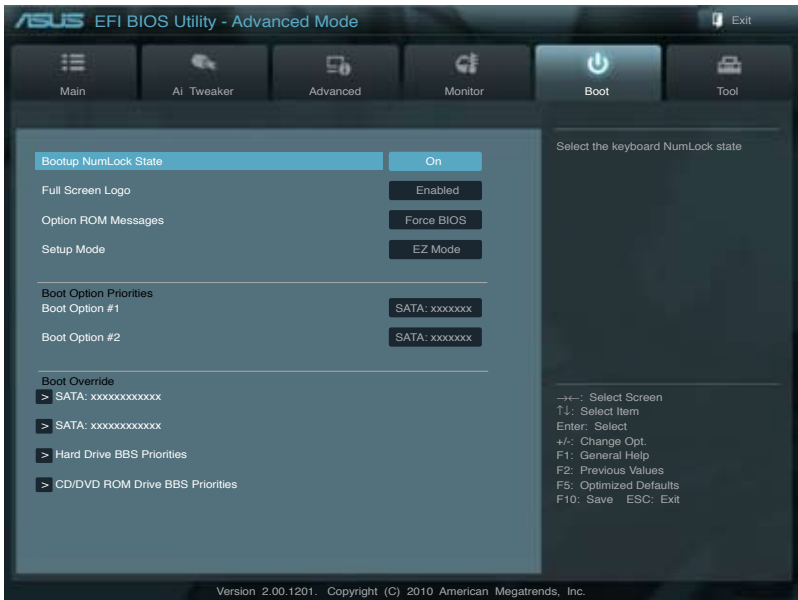 ASUS EFI BIOS Utility - Advanced Mode
Exit
Main
Ai Tweaker
Advanced
Monitor
Boot
Tool
Bootup NumLock State On
Full Screen Logo Enabled
Option ROM Messages Force BIOS
Setup Mode EZ Mode
Boot Option Priorities
Boot Option #1 SATA: xxxxxxx
Boot Option #2 SATA: xxxxxxx
Boot Override
> SATA: xxxxxxxxxxxx
> SATA: xxxxxxxxxxxx
> Hard Drive BBS Priorities
> CD/DVD ROM Drive BBS Priorities
Select the keyboard NumLock state
→←: Select Screen
↑↓: Select Item
Enter: Select
+/-: Change Opt.
F1: General Help
F2: Previous Values
F5: Optimized Defaults
F10: Save ESC: Exit
Version 2.00.1201. Copyright (C) 2010 American Megatrends, Inc.